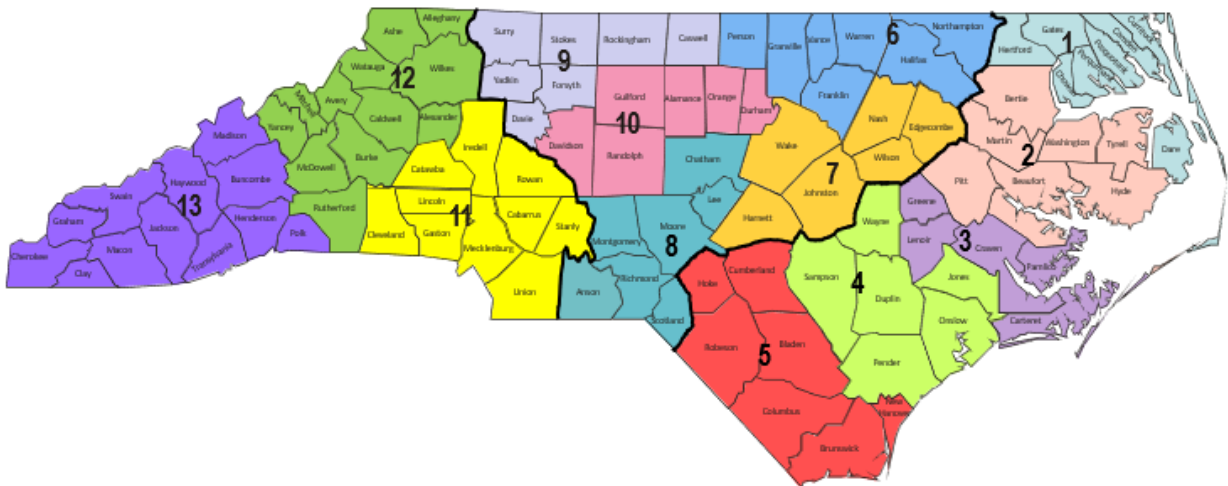 Alleghany
Ashe
Surry
Stokes
Rockingham
Caswell
Person
Granville
Vance
Warren
6
Northampton
Halifax
Hertford
Gates
1
Camden
Pasquotank
Perquimans
Chowan
Watauga
12
Wilkes
Yadkin
9
Forsyth
Mitchell
Avery
Caldwell
Alexander
Davie
Guilford
Alamance
Orange
Durham
10
Franklin
Nash
Edgecombe
Bertie
Martin
2
Washington
Tyrell
Dare
Madison
Yancey
McDowell
Burke
Iredell
Davidson
Randolph
Chatham
Wake
Wilson
7
Johnston
Pitt
Beaufort
Hyde
Swain
Haywood
13
Buncombe
Catawba
Rowan
Lincoln
11
Rutherford
Cleveland
Gaston
Cabarrus
Stanly
Lee
Harnett
Moore
8
Montgomery
Wayne
Greene
Lenoir
3
Craven
Pamlico
Graham
Jackson
Henderson
Polk
Cherokee
Macon
Clay
Transylvania
Mecklenburg
Union
Anson
Richmond
Scotland
Hoke
Cumberland
Sampson
4
Duplin
Jones
Onslow
Carteret
Robeson
5
Bladen
Pender
Columbus
New
Hanover
Brunswick